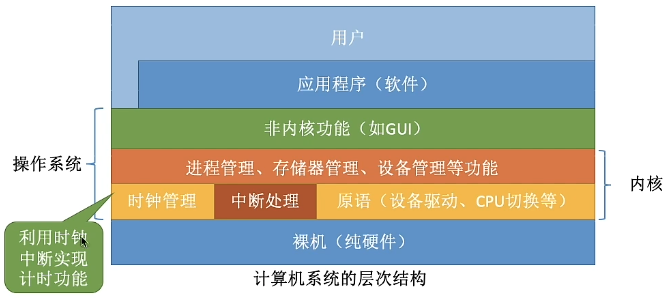 用户
应用程序（软件）
非内核功能（如GUI）
操作系统
进程管理、存储器管理、设备管理等功能
内核
时钟管理
中断处理
原语（设备驱动、CPU切换等）
利用时钟
中断实现
计时功能
裸机（纯硬件）
计算机系统的层次结构